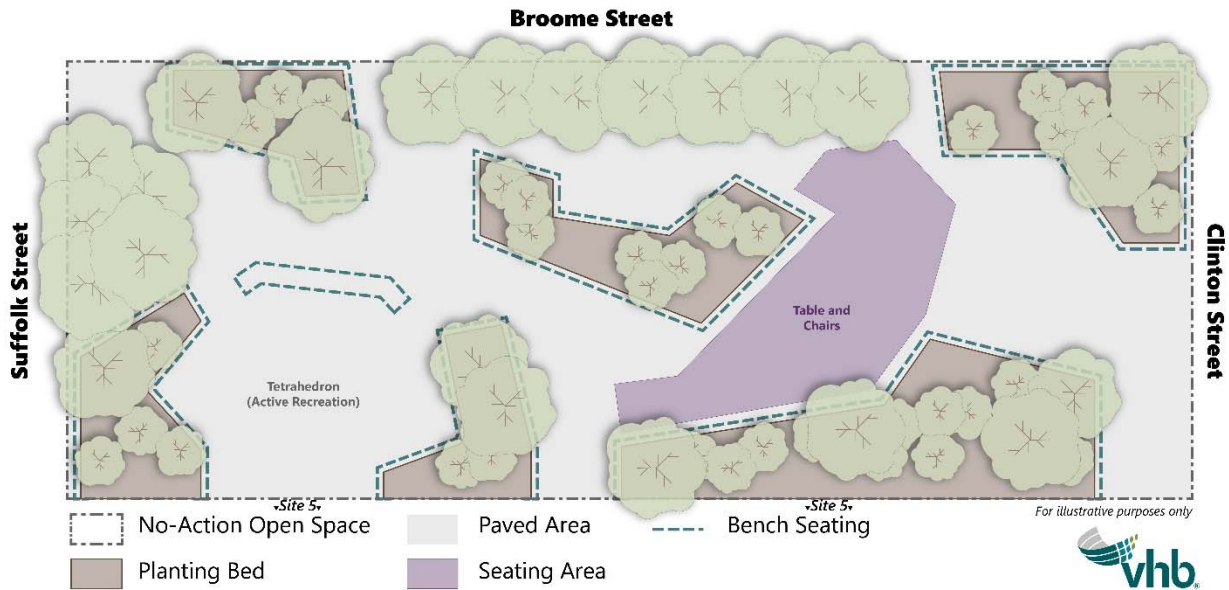 Broome Street
Suffolk Street
Clinton Street
Table and
Chairs
Tetrahedron
(Active Recreation)
Site 5
Site 5
For illustrative purposes only
No-Action Open Space
Paved Area
Bench Seating
Planting Bed
Seating Area
vhb®